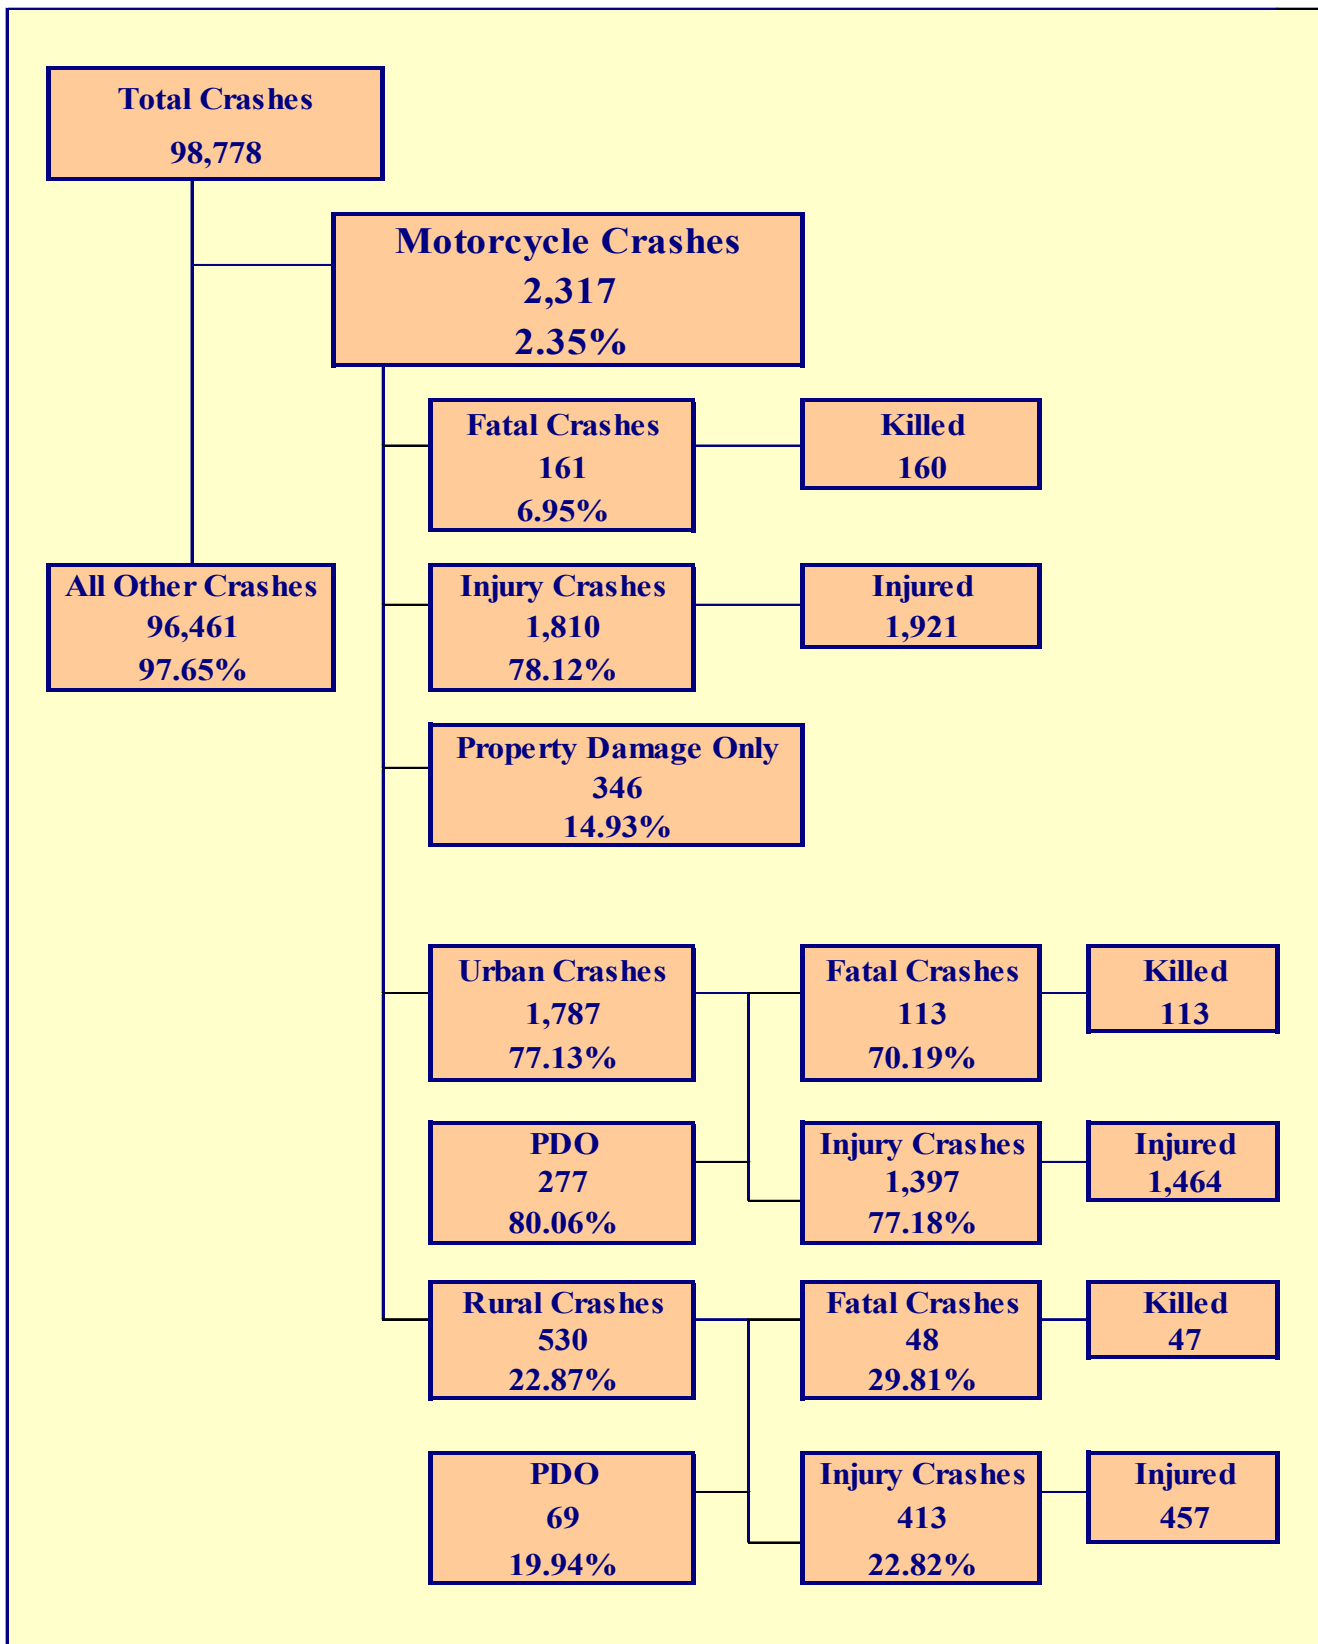 Total Crashes
98,778
Motorcycle Crashes
2,317
2.35%
Fatal Crashes
161
6.95%
Killed
160
All Other Crashes
96,461
97.65%
Injury Crashes
1,810
78.12%
Injured
1,921
Property Damage Only
346
14.93%
Urban Crashes
1,787
77.13%
Fatal Crashes
113
70.19%
Killed
113
PDO
277
80.06%
Injury Crashes
1,397
77.18%
Injured
1,464
Rural Crashes
530
22.87%
Fatal Crashes
48
29.81%
Killed
47
PDO
69
19.94%
Injury Crashes
413
22.82%
Injured
457